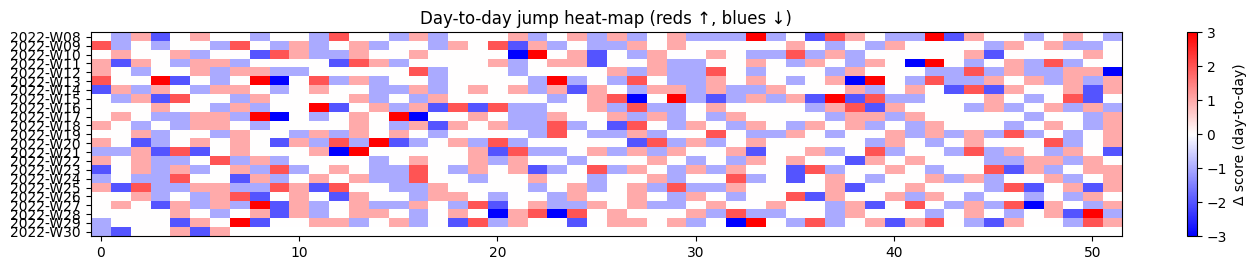 Day-to-day jump heat-map (reds ↑, blues ↓)
2022-W08
2022-W09
2022-W10
2022-W11
2022-W12
2022-W13
2022-W14
2022-W15
2022-W16
2022-W17
2022-W18
2022-W19
2022-W20
2022-W21
2022-W22
2022-W23
2022-W24
2022-W25
2022-W26
2022-W27
2022-W28
2022-W29
2022-W30
0 10 20 30 40 50
3
2
1
0
−1
−2
−3
Δ score (day-to-day)